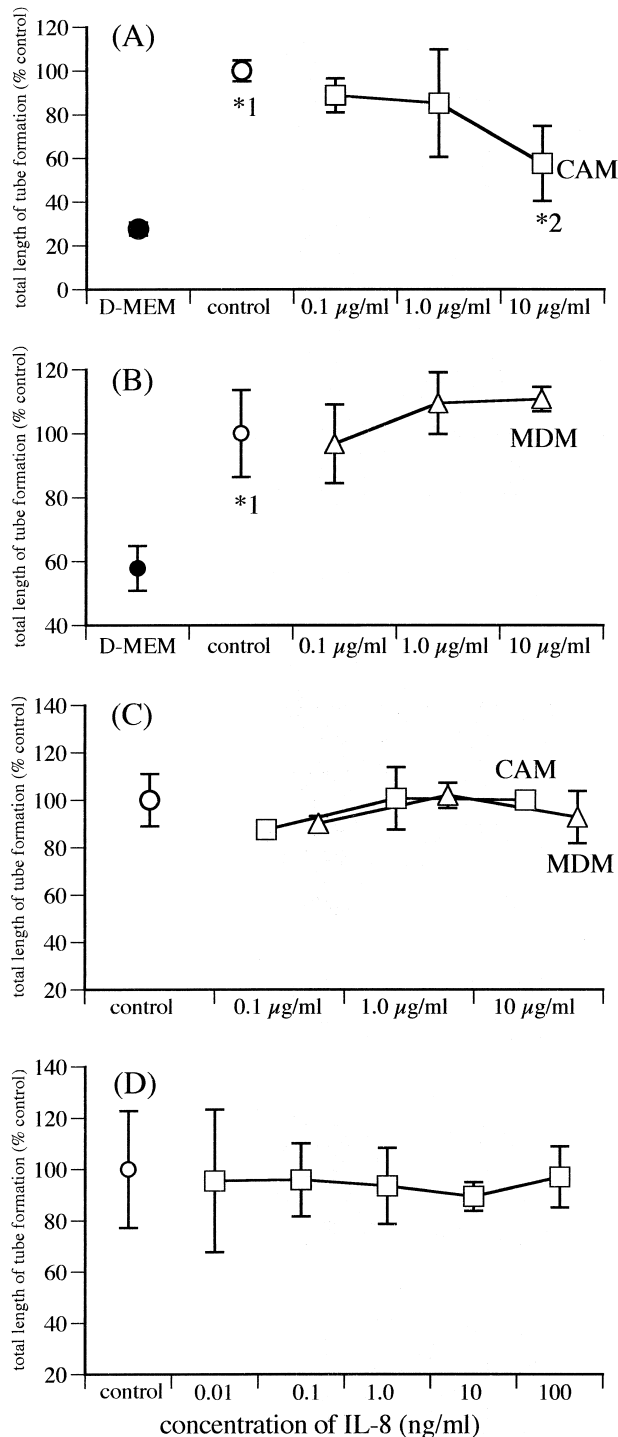 (A)
total length of tube formation (% control)
120
100
80
60
40
20
0
*1
CAM
*2
D-MEM control 0.1 µg/ml 1.0 µg/ml 10 µg/ml
(B)
total length of tube formation (% control)
120
100
80
60
40
MDM
*1
D-MEM control 0.1 µg/ml 1.0 µg/ml 10 µg/ml
(C)
total length of tube formation (% control)
140
120
100
80
60
40
20
CAM
MDM
control 0.1 µg/ml 1.0 µg/ml 10 µg/ml
(D)
total length of tube formation (% control)
140
120
100
80
60
40
20
control 0.01 0.1 1.0 10 100
concentration of IL-8 (ng/ml)